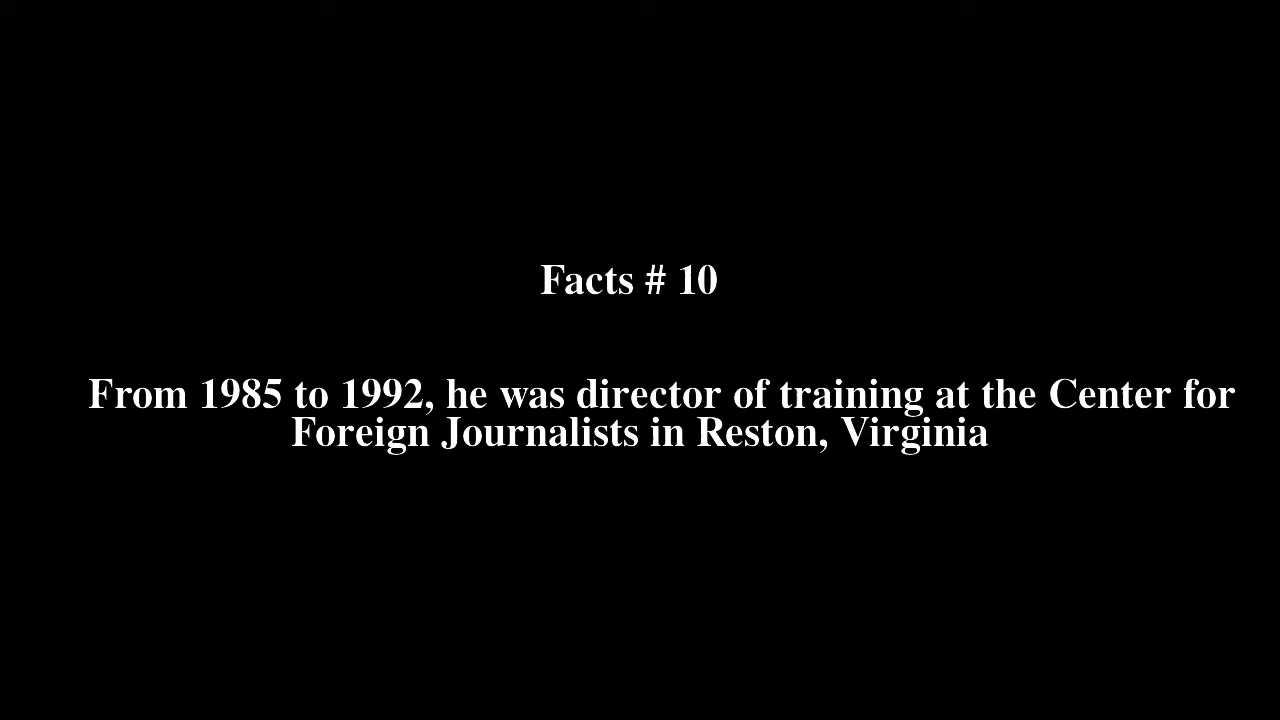 Facts # 10
From 1985 to 1992, he was director of training at the Center for
Foreign Journalists in Reston, Virginia